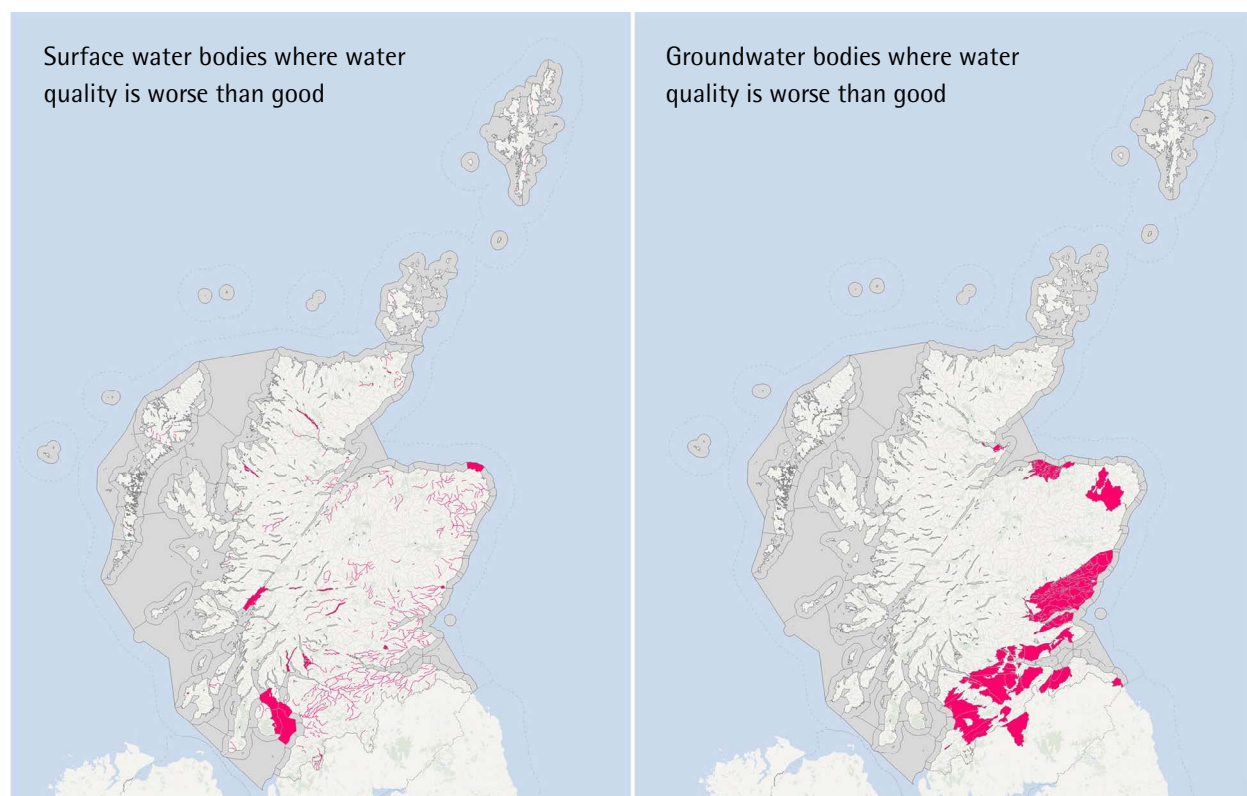 Surface water bodies where water
quality is worse than good
Groundwater bodies where water
quality is worse than good